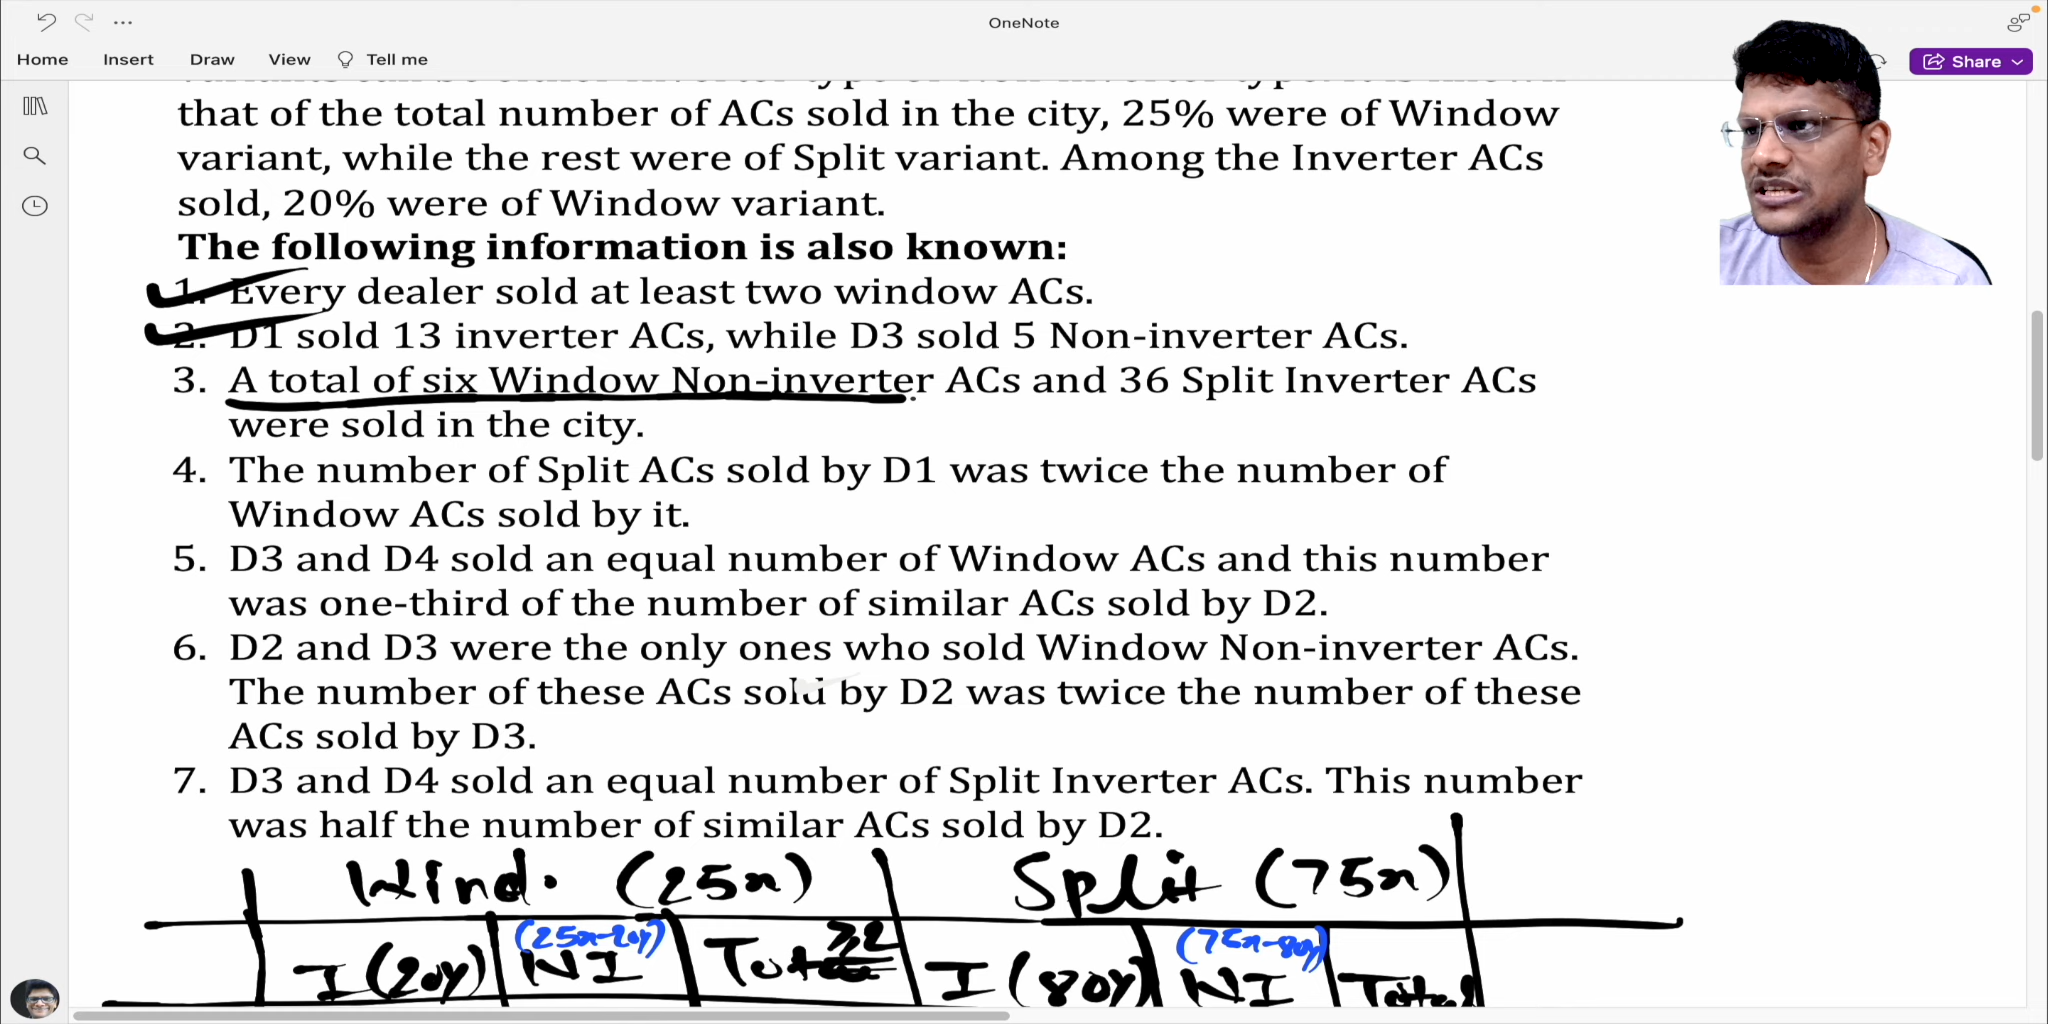 OneNote
Home Insert Draw View Tell me Share
that of the total number of ACs sold in the city, 25% were of Window
variant, while the rest were of Split variant. Among the Inverter ACs
sold, 20% were of Window variant.
The following information is also known:
1. Every dealer sold at least two window ACs.
2. D1 sold 13 inverter ACs, while D3 sold 5 Non-inverter ACs.
3. A total of six Window Non-inverter ACs and 36 Split Inverter ACs
were sold in the city.
4. The number of Split ACs sold by D1 was twice the number of
Window ACs sold by it.
5. D3 and D4 sold an equal number of Window ACs and this number
was one-third of the number of similar ACs sold by D2.
6. D2 and D3 were the only ones who sold Window Non-inverter ACs.
The number of these ACs sold by D2 was twice the number of these
ACs sold by D3.
7. D3 and D4 sold an equal number of Split Inverter ACs. This number
was half the number of similar ACs sold by D2.
Wind. (25x) Split (75x)
(25x-20y) ≥2 (75x-80y)
I (20y) NI Total I (80y) NI Total